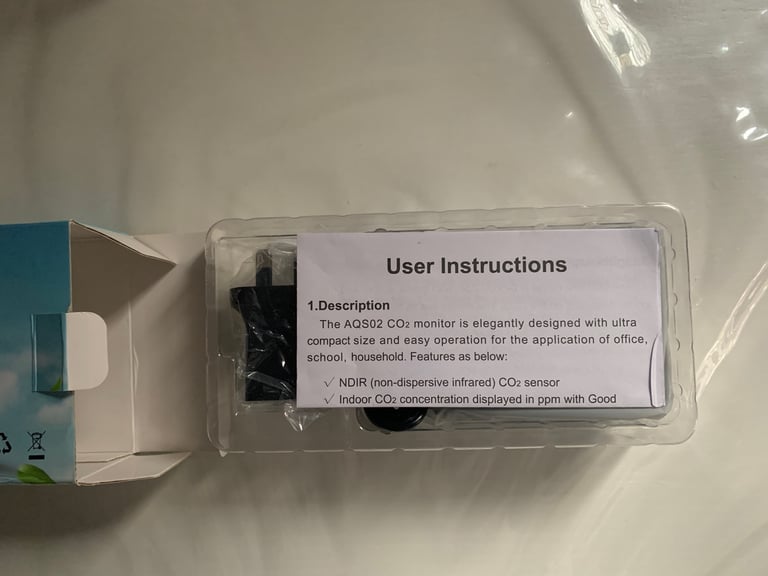 User Instructions
1.Description
The AQS02 CO₂ monitor is elegantly designed with ultra
compact size and easy operation for the application of office,
school, household. Features as below:
✓ NDIR (non-dispersive infrared) CO₂ sensor
✓ Indoor CO₂ concentration displayed in ppm with Good